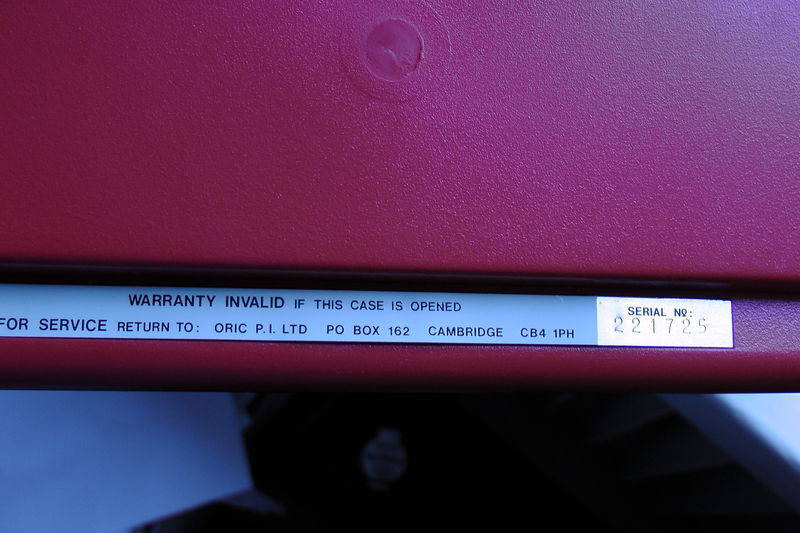 WARRANTY INVALID IF THIS CASE IS OPENED
FOR SERVICE RETURN TO: ORIC P.I. LTD PO BOX 162 CAMBRIDGE CB4 1PH
SERIAL Nº:
221725